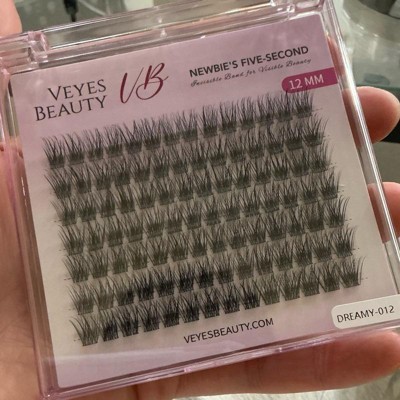 VEYES
BEAUTY
VB
NEWBIE'S FIVE-SECOND
Invisible Band for Visible Beauty
12 MM
VEYESBEAUTY.COM
DREAMY-012